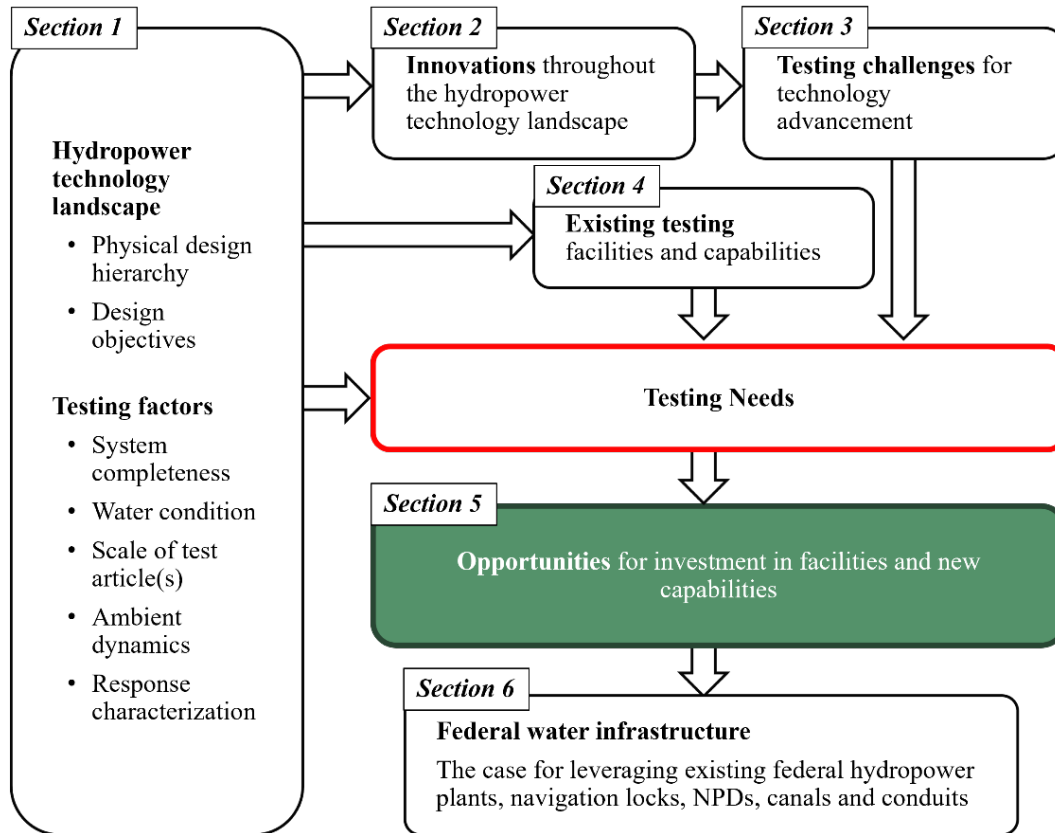 Section 1
Hydropower
technology
landscape
• Physical design
hierarchy
• Design
objectives
Testing factors
• System
completeness
• Water condition
• Scale of test
article(s)
• Ambient
dynamics
• Response
characterization
Section 2
Innovations throughout
the hydropower
technology landscape
Section 3
Testing challenges for
technology
advancement
Section 4
Existing testing
facilities and capabilities
Testing Needs
Section 5
Opportunities for investment in facilities and new
capabilities
Section 6
Federal water infrastructure
The case for leveraging existing federal hydropower
plants, navigation locks, NPDs, canals and conduits